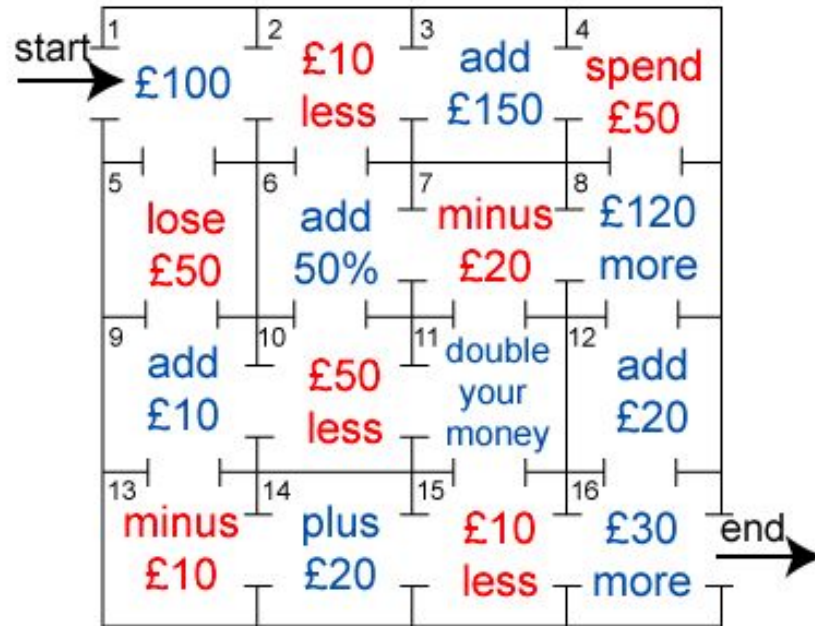 start
1
£100
2
£10
less
3
add
£150
4
spend
£50
5
lose
£50
6
add
50%
7
minus
£20
8
£120
more
9
add
£10
10
£50
less
11
double
your
money
12
add
£20
13
minus
£10
14
plus
£20
15
£10
less
16
£30
more
end